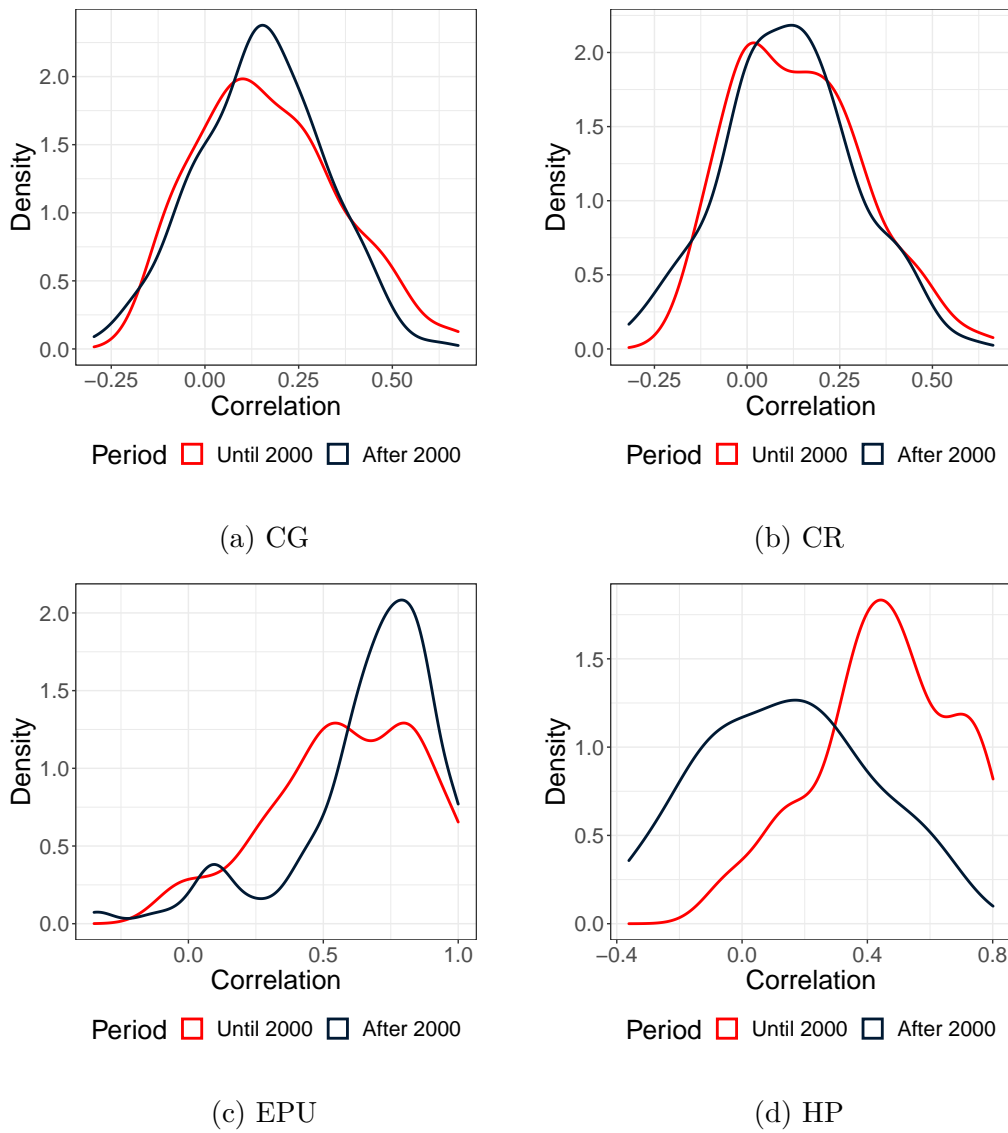 2.0
1.5
1.0
0.5
0.0
Density
−0.25 0.00 0.25 0.50
Correlation
Period Until 2000 After 2000
(a) CG
2.0
1.5
1.0
0.5
0.0
Density
−0.25 0.00 0.25 0.50
Correlation
Period Until 2000 After 2000
(b) CR
2.0
1.5
1.0
0.5
0.0
Density
0.0 0.5 1.0
Correlation
Period Until 2000 After 2000
(c) EPU
1.5
1.0
0.5
0.0
Density
−0.4 0.0 0.4 0.8
Correlation
Period Until 2000 After 2000
(d) HP